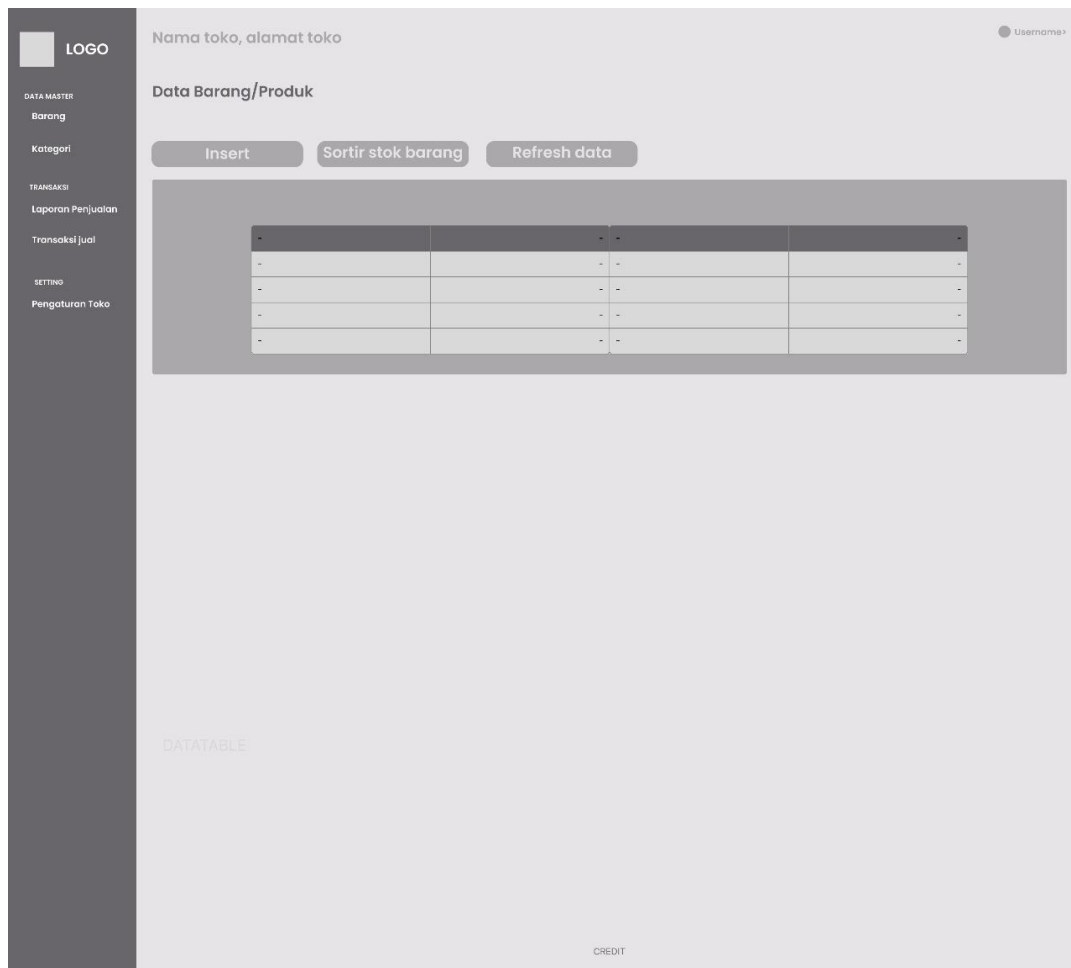 LOGO
DATA MASTER
Barang
Kategori
TRANSAKSI
Laporan Penjualan
Transaksi jual
SETTING
Pengaturan Toko
Nama toko, alamat toko
Username>
Data Barang/Produk
Insert
Sortir stok barang
Refresh data
- - - -
- - - -
- - - -
- - - -
- - - -
DATATABLE
CREDIT